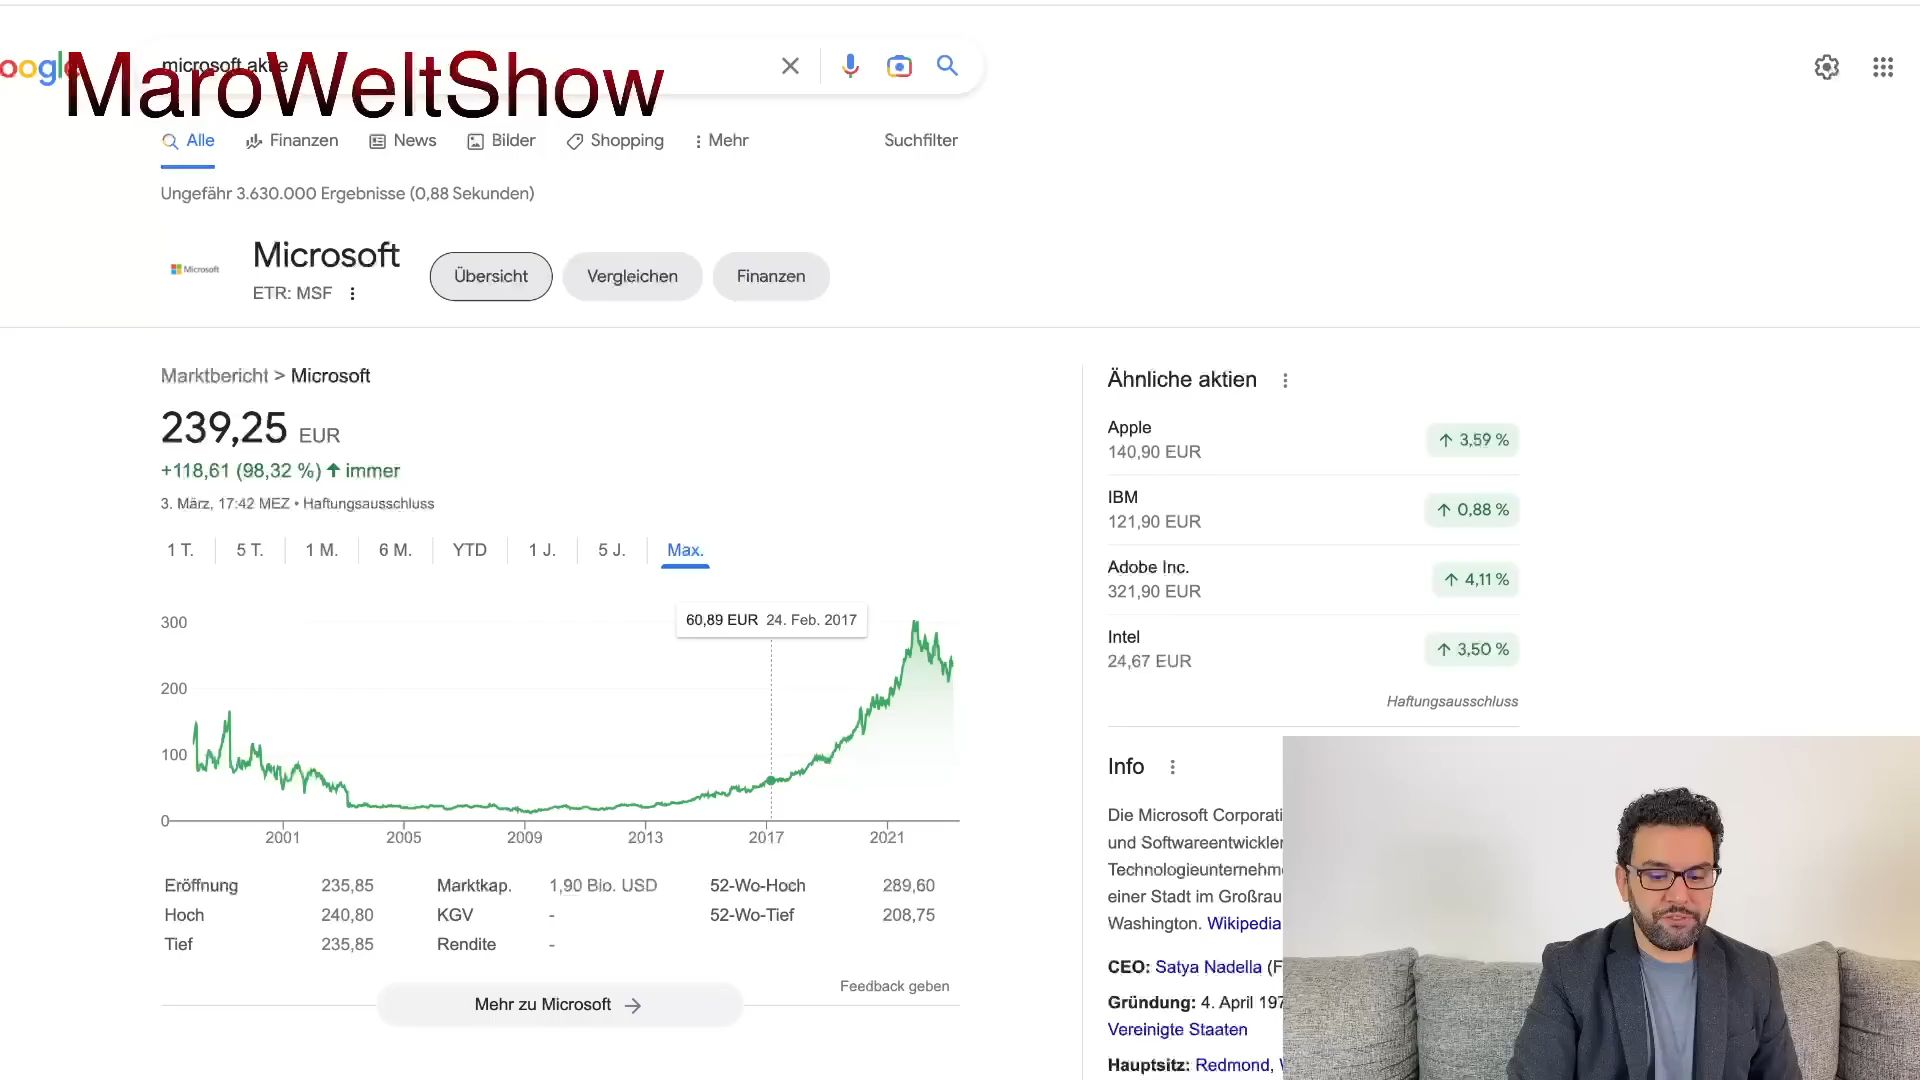 oogle
microsoft aktie
MaroWeltShow
Alle
Finanzen
News
Bilder
Shopping
Mehr
Suchfilter
Ungefähr 3.630.000 Ergebnisse (0,88 Sekunden)
Microsoft
Microsoft
ETR: MSF
Übersicht
Vergleichen
Finanzen
Marktbericht > Microsoft
239,25 EUR
+118,61 (98,32 %) immer
3. März, 17:42 MEZ • Haftungsausschluss
1 T.
5 T.
1 M.
6 M.
YTD
1 J.
5 J.
Max.
60,89 EUR 24. Feb. 2017
300
200
100
0
2001
2005
2009
2013
2017
2021
Eröffnung 235,85
Hoch 240,80
Tief 235,85
Marktkap. 1,90 Bio. USD
KGV -
Rendite -
52-Wo-Hoch 289,60
52-Wo-Tief 208,75
Feedback geben
Mehr zu Microsoft
Ähnliche aktien
Apple
140,90 EUR
3,59 %
IBM
121,90 EUR
0,88 %
Adobe Inc.
321,90 EUR
4,11 %
Intel
24,67 EUR
3,50 %
Haftungsausschluss
Info
Die Microsoft Corporati
und Softwareentwickler
Technologieunternehme
einer Stadt im Großrau
Washington. Wikipedia
CEO: Satya Nadella (F
Gründung: 4. April 197
Vereinigte Staaten
Hauptsitz: Redmond,